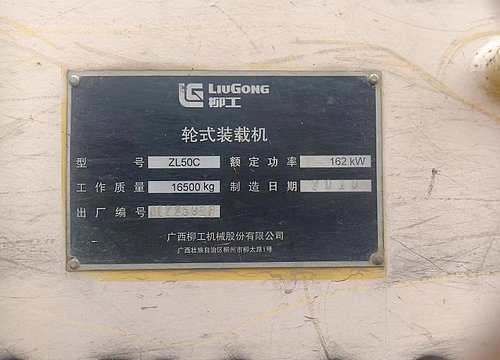 LIUGONG
柳工
轮式装载机
型号 ZL50C 额定功率 162 kW
工作质量 16500 kg 制造日期 2010
出厂编号
广西柳工机械股份有限公司
广西壮族自治区柳州市柳太路1号